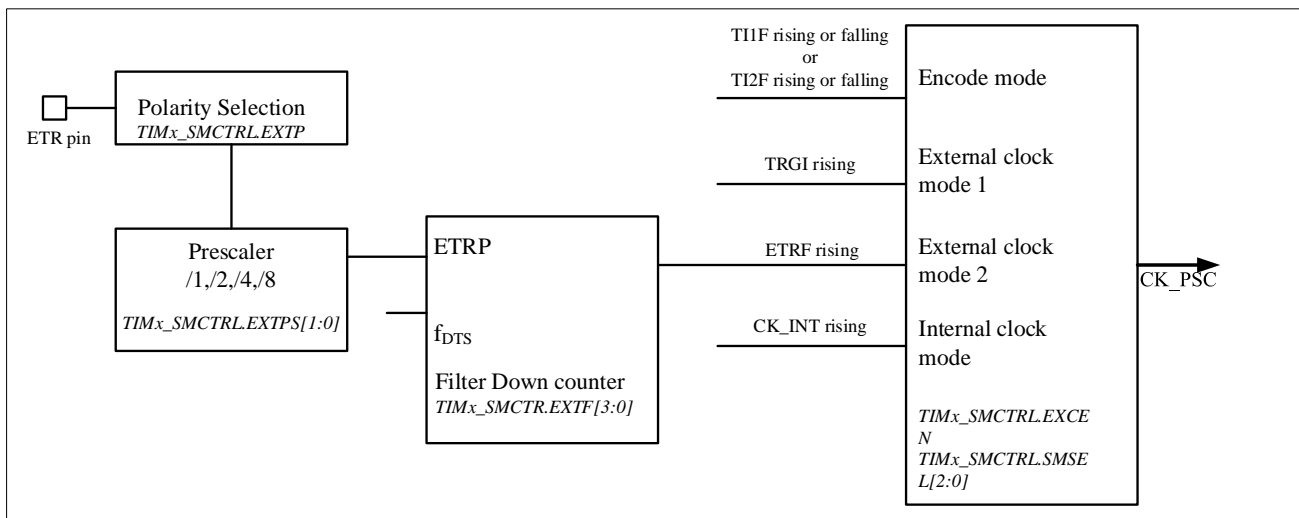 ETR pin
Polarity Selection
TIMx_SMCTRL.EXTP
Prescaler
/1,/2,/4,/8
TIMx_SMCTRL.EXTPS[1:0]
ETRP
fDTS
Filter Down counter
TIMx_SMCTR.EXTF[3:0]
TI1F rising or falling
or
TI2F rising or falling
TRGI rising
ETRF rising
CK_INT rising
Encode mode
External clock
mode 1
External clock
mode 2
Internal clock
mode
TIMx_SMCTRL.EXCE
N
TIMx_SMCTRL.SMSE
L[2:0]
CK_PSC